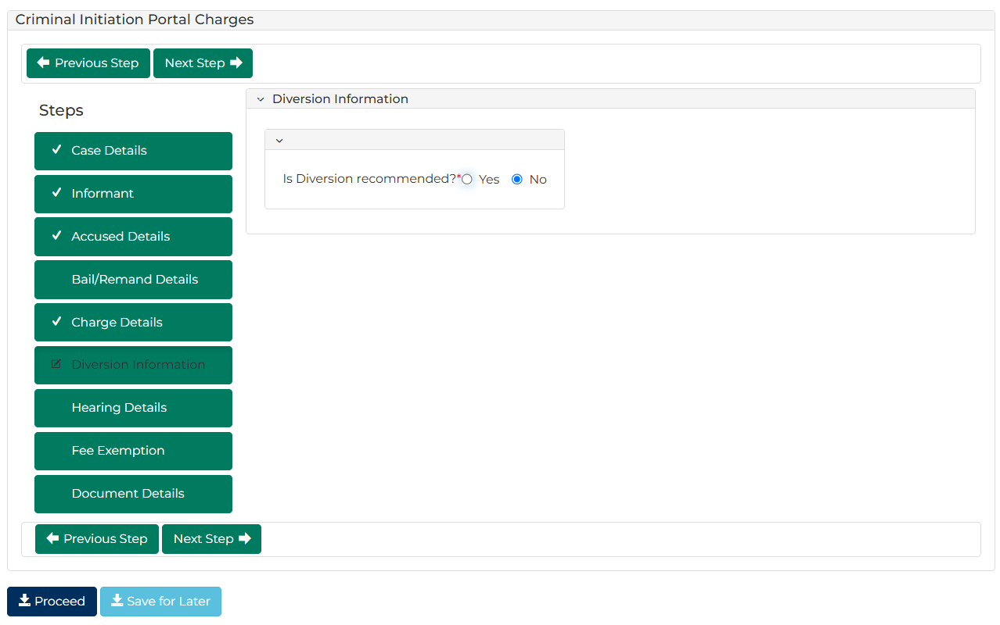 Criminal Initiation Portal Charges
Previous Step Next Step
Steps
Case Details
Informant
Accused Details
Bail/Remand Details
Charge Details
Diversion Information
Hearing Details
Fee Exemption
Document Details
Diversion Information
Is Diversion recommended?* Yes No
Previous Step Next Step
Proceed Save for Later